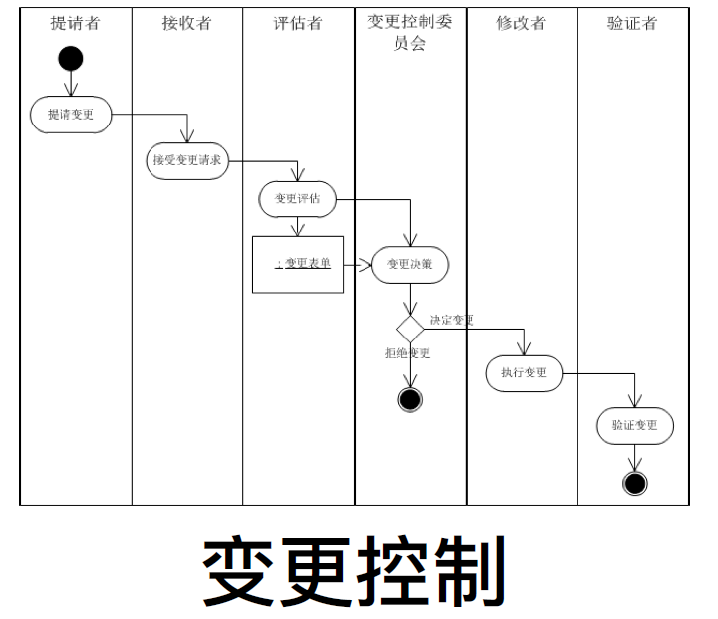 提请者
接收者
评估者
变更控制委
员会
修改者
验证者
提请变更
接受变更请求
变更评估
：变更表单
变更决策
决定变更
拒绝变更
执行变更
验证变更
变更控制